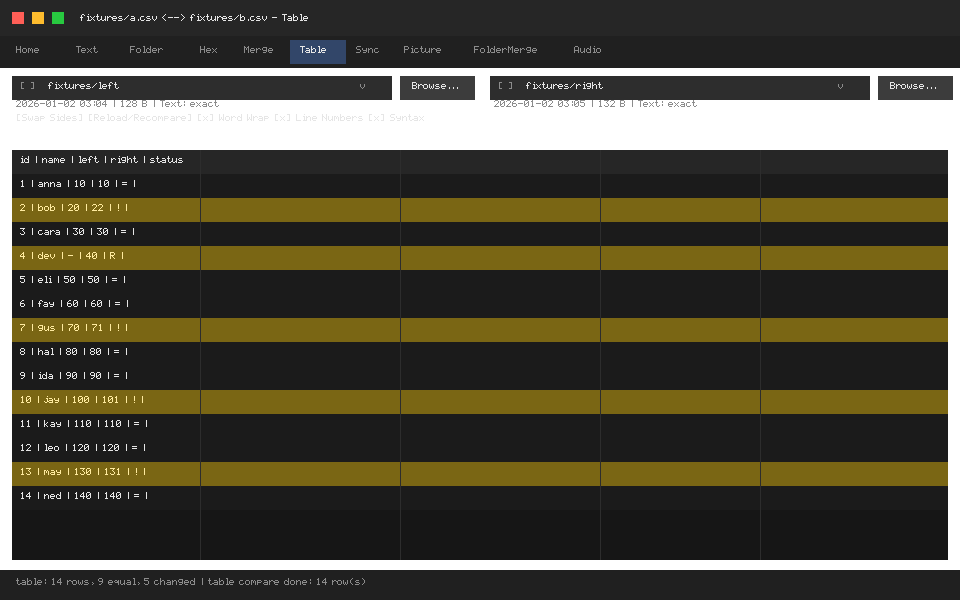 fixtures/a.csv <--> fixtures/b.csv - Table
Home Text Folder Hex Merge Table Sync Picture FolderMerge Audio
[ ] fixtures/left v Browse... [ ] fixtures/right v Browse...
2026-01-02 03:04 | 128 B | Text: exact 2026-01-02 03:05 | 132 B | Text: exact
[Swap Sides] [Reload/Recompare] [x] Word Wrap [x] Line Numbers [x] Syntax
id | name | left | right | status
1 | anna | 10 | 10 | = |
2 | bob | 20 | 22 | ! |
3 | cara | 30 | 30 | = |
4 | dev | - | 40 | R |
5 | eli | 50 | 50 | = |
6 | fay | 60 | 60 | = |
7 | gus | 70 | 71 | ! |
8 | hal | 80 | 80 | = |
9 | ida | 90 | 90 | = |
10 | jay | 100 | 101 | ! |
11 | kay | 110 | 110 | = |
12 | leo | 120 | 120 | = |
13 | may | 130 | 131 | ! |
14 | ned | 140 | 140 | = |
table: 14 rows, 9 equal, 5 changed | table compare done: 14 row(s)